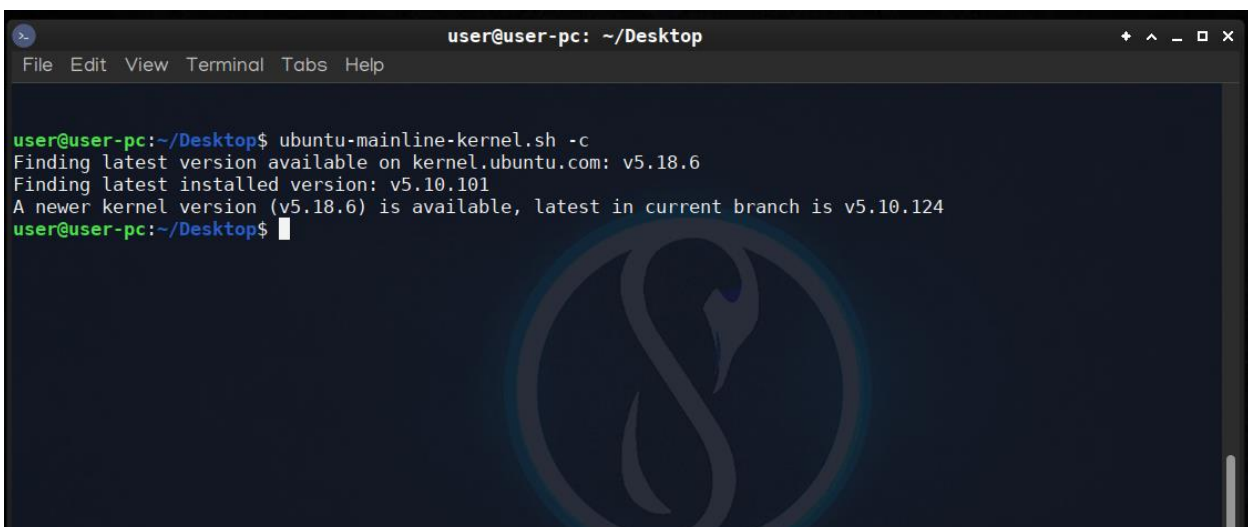 user@user-pc: ~/Desktop
File Edit View Terminal Tabs Help
user@user-pc:~/Desktop$ ubuntu-mainline-kernel.sh -c
Finding latest version available on kernel.ubuntu.com: v5.18.6
Finding latest installed version: v5.10.101
A newer kernel version (v5.18.6) is available, latest in current branch is v5.10.124
user@user-pc:~/Desktop$